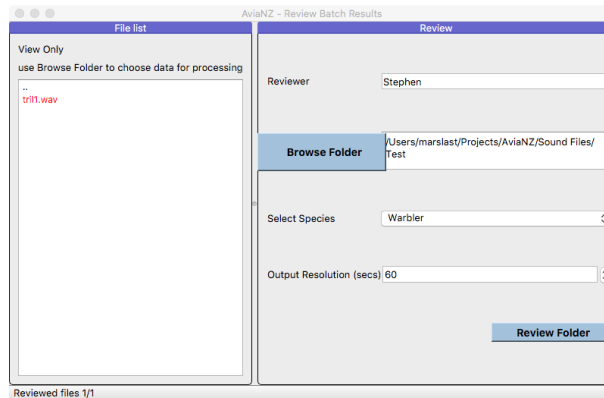 AviaNZ - Review Batch Results
File list
View Only
use Browse Folder to choose data for processing
..
tril1.wav
Review
Reviewer
Stephen
Browse Folder
/Users/marslast/Projects/AviaNZ/Sound Files/
Test
Select Species
Warbler
Output Resolution (secs)
60
Review Folder
Reviewed files 1/1